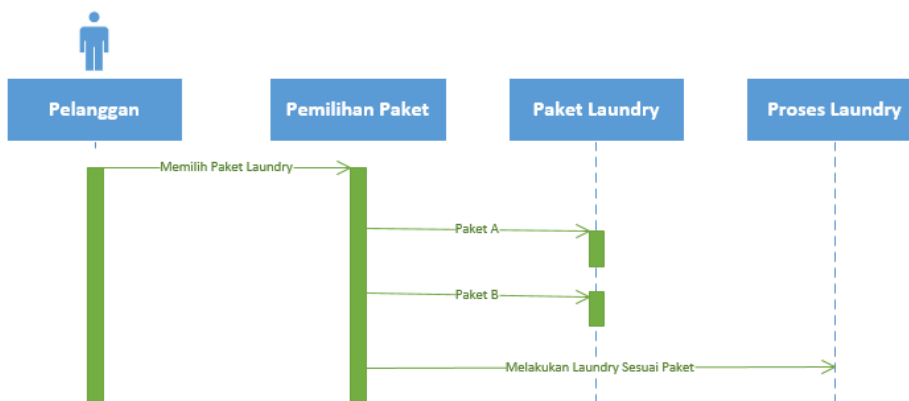 Pelanggan
Pemilihan Paket
Paket Laundry
Proses Laundry
Memilih Paket Laundry
Paket A
Paket B
Melakukan Laundry Sesuai Paket